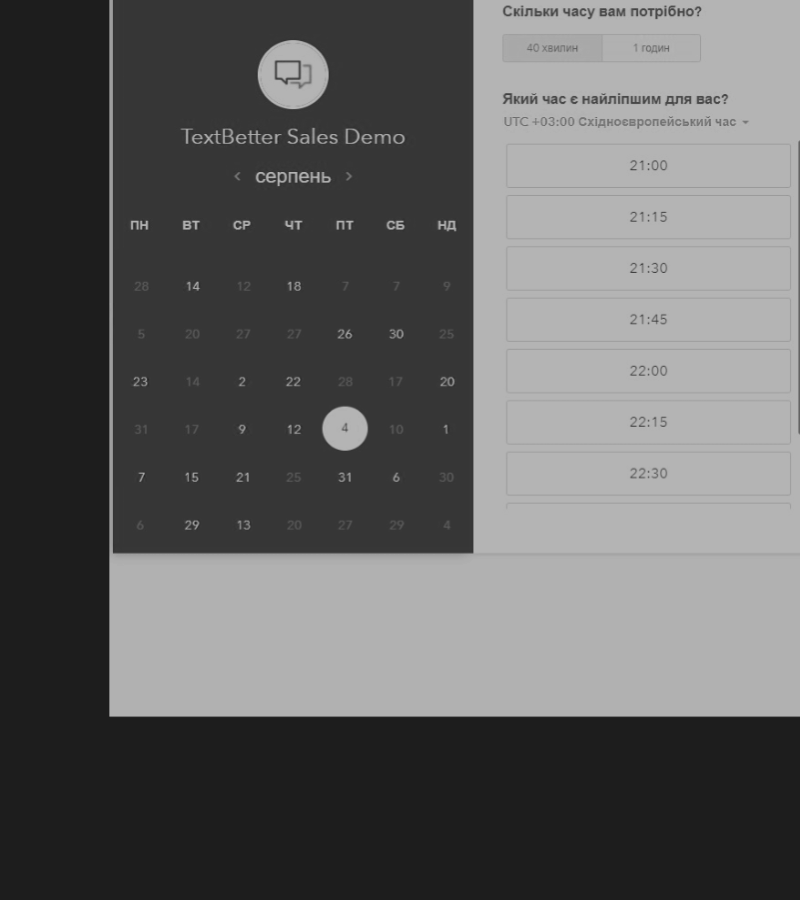 TextBetter Sales Demo
серпень
ПН ВТ СР ЧТ ПТ СБ НД
28 14 12 18 7 7 9
5 20 27 27 26 30 25
23 14 2 22 28 17 20
31 17 9 12 4 10 1
7 15 21 25 31 6 30
6 29 13 20 27 29 4
Скільки часу вам потрібно?
40 хвилин 1 годин
Який час є найліпшим для вас?
UTC +03:00 Східноєвропейський час
21:00
21:15
21:30
21:45
22:00
22:15
22:30